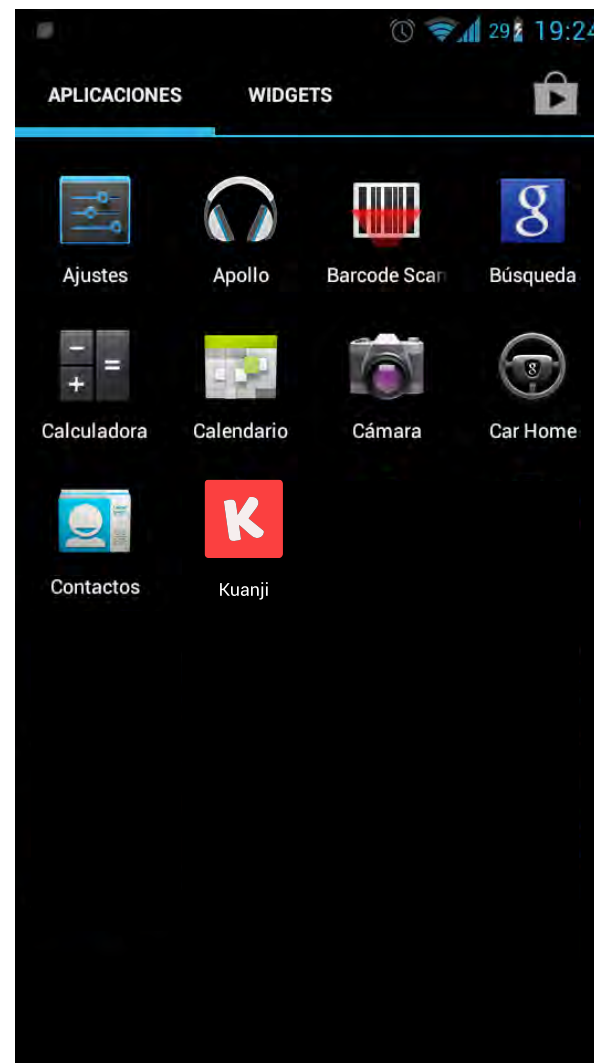 29 19:24
APLICACIONES WIDGETS
Ajustes Apollo Barcode Scan Búsqueda
Calculadora Calendario Cámara Car Home
Contactos Kuanji